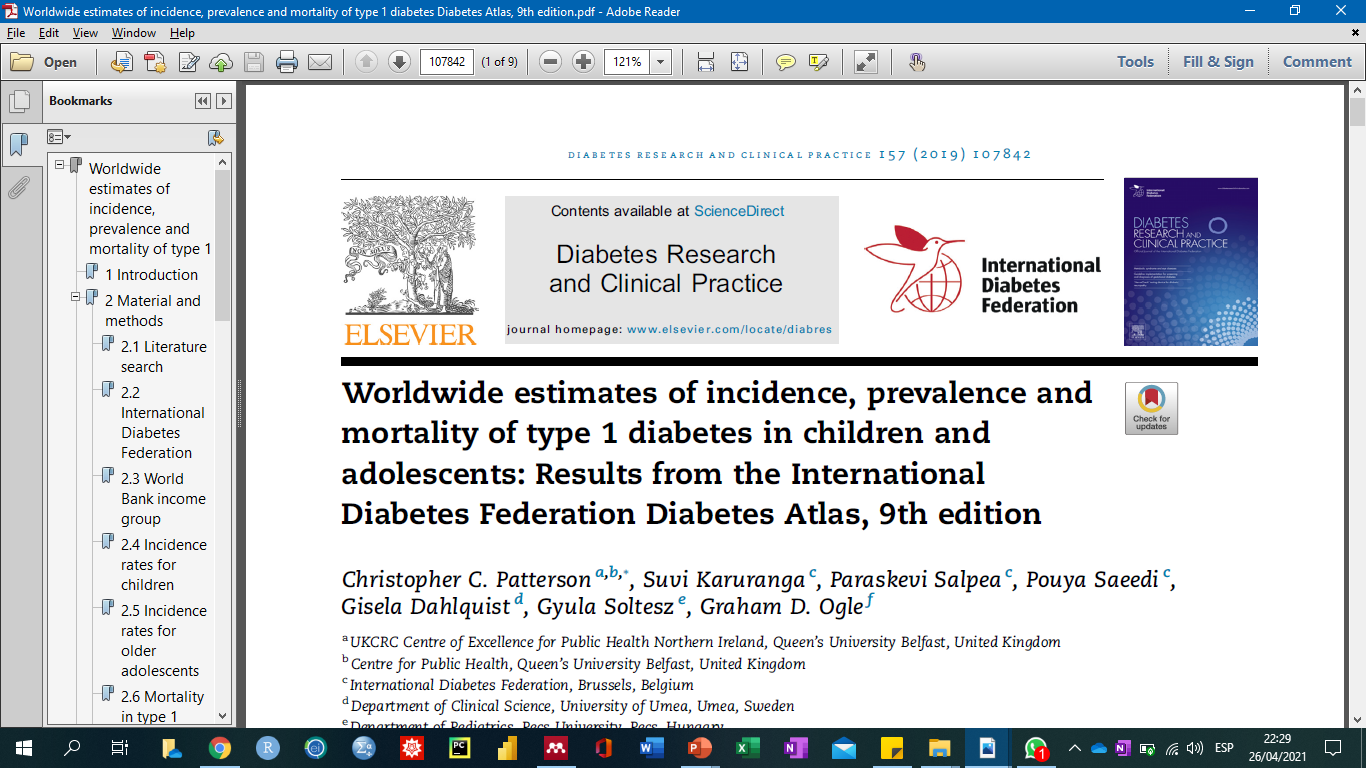 Worldwide estimates of incidence, prevalence and mortality of type 1 diabetes Diabetes Atlas, 9th edition.pdf - Adobe Reader
File Edit View Window Help
Open 107842 (1 of 9) 121% Tools Fill & Sign Comment
Bookmarks
Worldwide
estimates of
incidence,
prevalence and
mortality of type 1
1 Introduction
2 Material and
methods
2.1 Literature
search
2.2
International
Diabetes
Federation
2.3 World
Bank income
group
2.4 Incidence
rates for
children
2.5 Incidence
rates for
older
adolescents
2.6 Mortality
in type 1
DIABETES RESEARCH AND CLINICAL PRACTICE 157 (2019) 107842
NON SOLUS
ELSEVIER
Contents available at ScienceDirect
Diabetes Research
and Clinical Practice
journal homepage: www.elsevier.com/locate/diabres
International
Diabetes
Federation
DIABETES
RESEARCH AND
CLINICAL PRACTICE
Check for
updates
Worldwide estimates of incidence, prevalence and
mortality of type 1 diabetes in children and
adolescents: Results from the International
Diabetes Federation Diabetes Atlas, 9th edition
Christopher C. Patterson a,b,*, Suvi Karuranga c, Paraskevi Salpea c, Pouya Saeedi c,
Gisela Dahlquist d, Gyula Soltesz e, Graham D. Ogle f
a UKCRC Centre of Excellence for Public Health Northern Ireland, Queen's University Belfast, United Kingdom
b Centre for Public Health, Queen's University Belfast, United Kingdom
c International Diabetes Federation, Brussels, Belgium
d Department of Clinical Science, University of Umea, Umea, Sweden
e Department of Pediatrics, Pecs University, Pecs, Hungary
ESP
22:29
26/04/2021
1